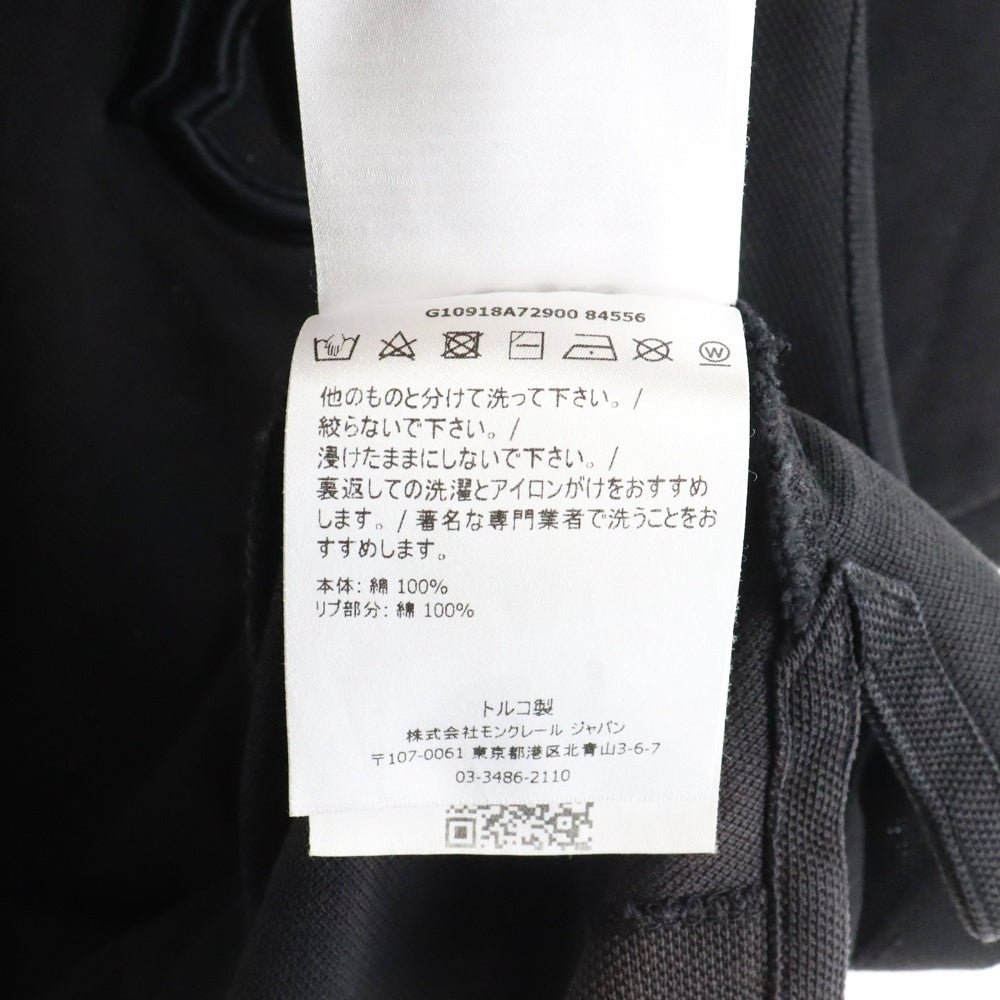 G10918A72900 84556
W
他のものと分けて洗って下さい。/
絞らないで下さい。/
浸けたままにしないで下さい。/
裏返しての洗濯とアイロンがけをおすすめ
します。/ 著名な専門業者で洗うことをお
すすめします。
本体: 綿 100%
リブ部分: 綿 100%
トルコ製
株式会社モンクレール ジャパン
〒107-0061 東京都港区北青山3-6-7
03-3486-2110